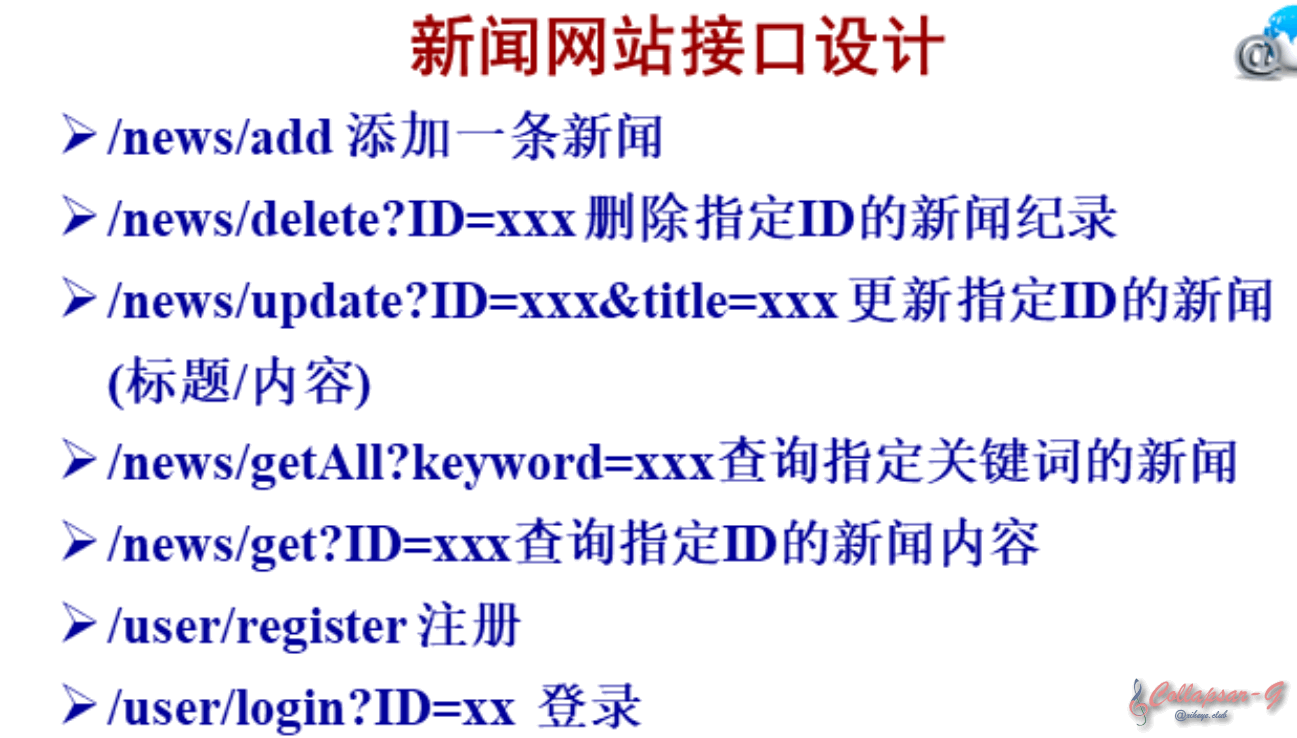 新闻网站接口设计
@
➢/news/add 添加一条新闻
➢/news/delete?ID=xxx 删除指定ID的新闻纪录
➢/news/update?ID=xxx&title=xxx 更新指定ID的新闻
(标题/内容)
➢/news/getAll?keyword=xxx查询指定关键词的新闻
➢/news/get?ID=xxx查询指定ID的新闻内容
➢/user/register 注册
➢/user/login?ID=xx 登录
Collapsar-G